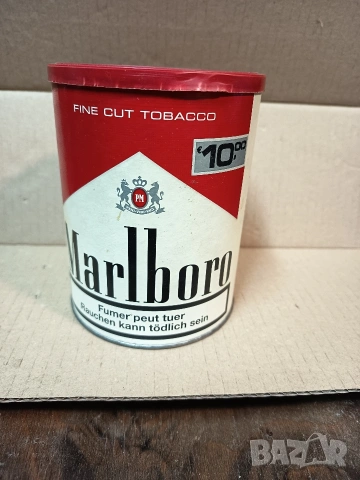 FINE CUT TOBACCO
€10,00
PM
Marlboro
Fumer peut tuer
Rauchen kann tödlich sein
BAZAR